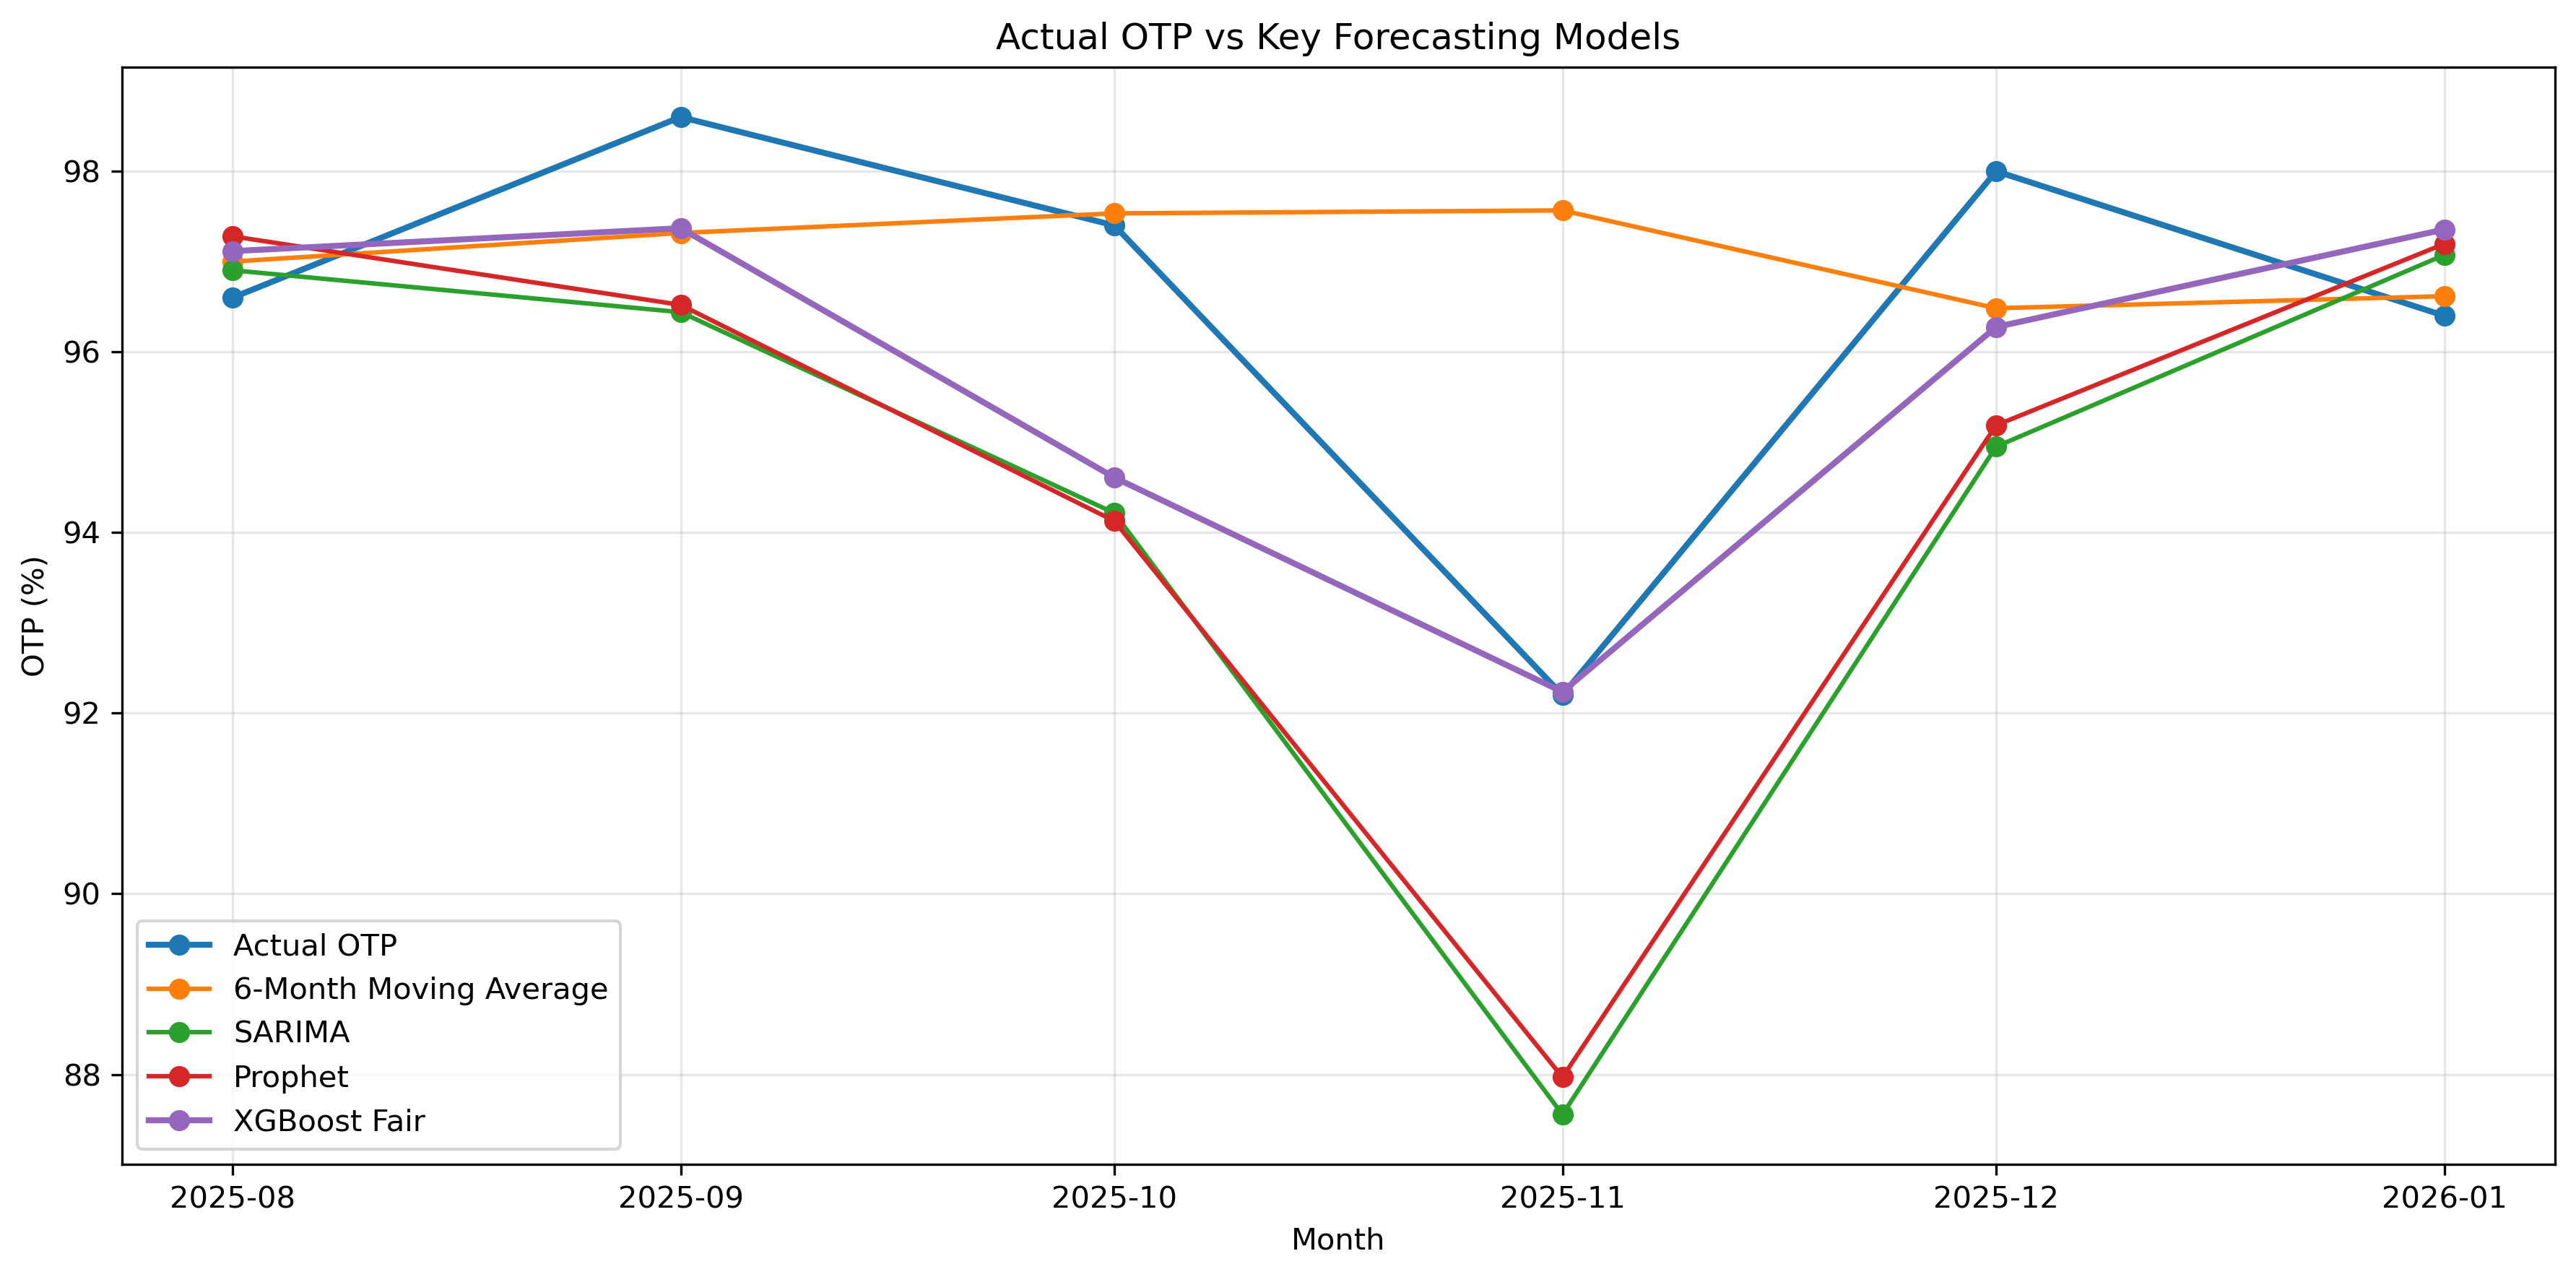 Actual OTP vs Key Forecasting Models
OTP (%)
98
96
94
92
90
88
Actual OTP
6-Month Moving Average
SARIMA
Prophet
XGBoost Fair
2025-08 2025-09 2025-10 2025-11 2025-12 2026-01
Month